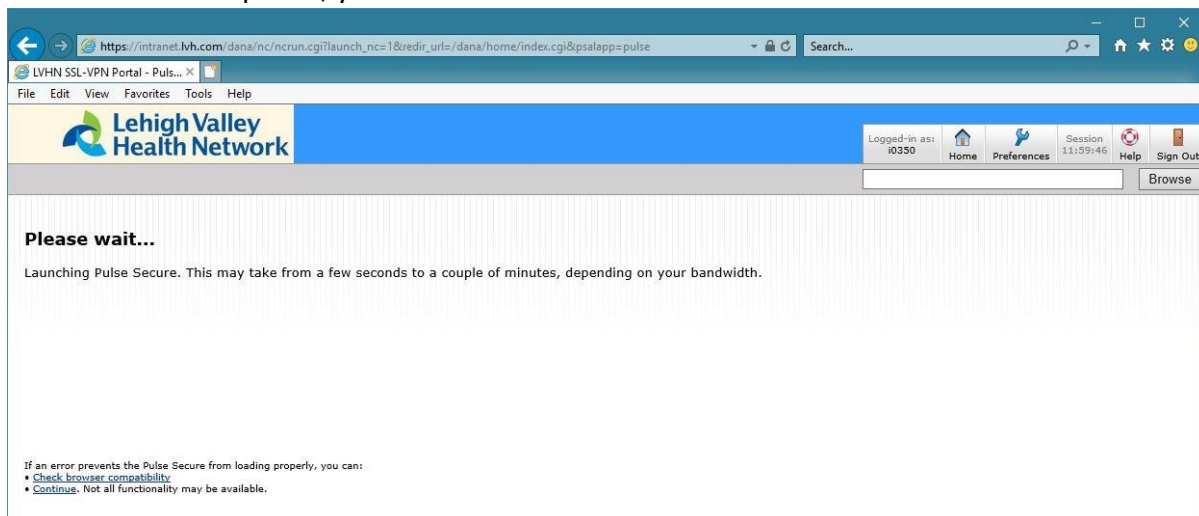 https://intranet.lvh.com/dana/nc/ncrun.cgi?launch_nc=1&redir_url=/dana/home/index.cgi&psalapp=pulse
Search...
LVHN SSL-VPN Portal - Puls...
File Edit View Favorites Tools Help
Lehigh Valley
Health Network
Logged-in as:
i0350
Home
Preferences
Session
11:59:46
Help
Sign Out
Browse
Please wait...
Launching Pulse Secure. This may take from a few seconds to a couple of minutes, depending on your bandwidth.
If an error prevents the Pulse Secure from loading properly, you can:
• Check browser compatibility
• Continue. Not all functionality may be available.